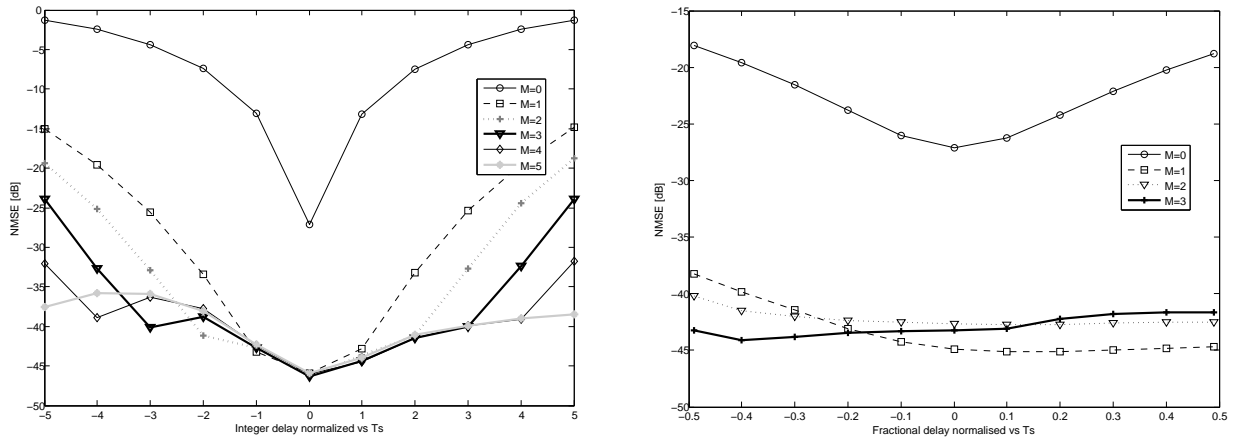 0
−5
−10
−15
−20
−25
−30
−35
−40
−45
−50
−5 −4 −3 −2 −1 0 1 2 3 4 5
Integer delay normalized vs Ts
NMSE [dB]
M=0
M=1
M=2
M=3
M=4
M=5
−15
−20
−25
−30
−35
−40
−45
−50
−0.5 −0.4 −0.3 −0.2 −0.1 0 0.1 0.2 0.3 0.4 0.5
Fractional delay normalised vs Ts
NMSE [dB]
M=0
M=1
M=2
M=3